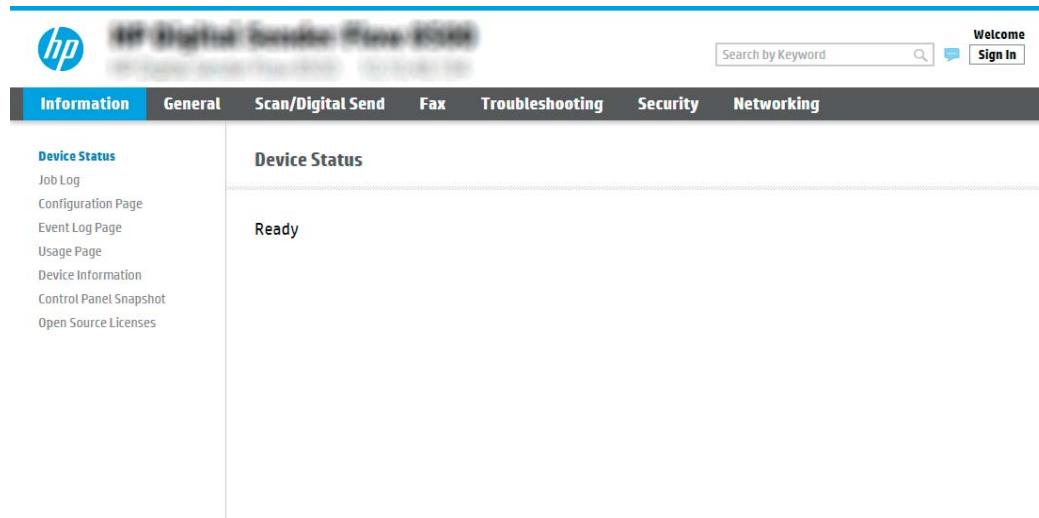 hp
Welcome
Search by Keyword
Sign In
Information General Scan/Digital Send Fax Troubleshooting Security Networking
Device Status
Job Log
Configuration Page
Event Log Page
Usage Page
Device Information
Control Panel Snapshot
Open Source Licenses
Device Status
Ready